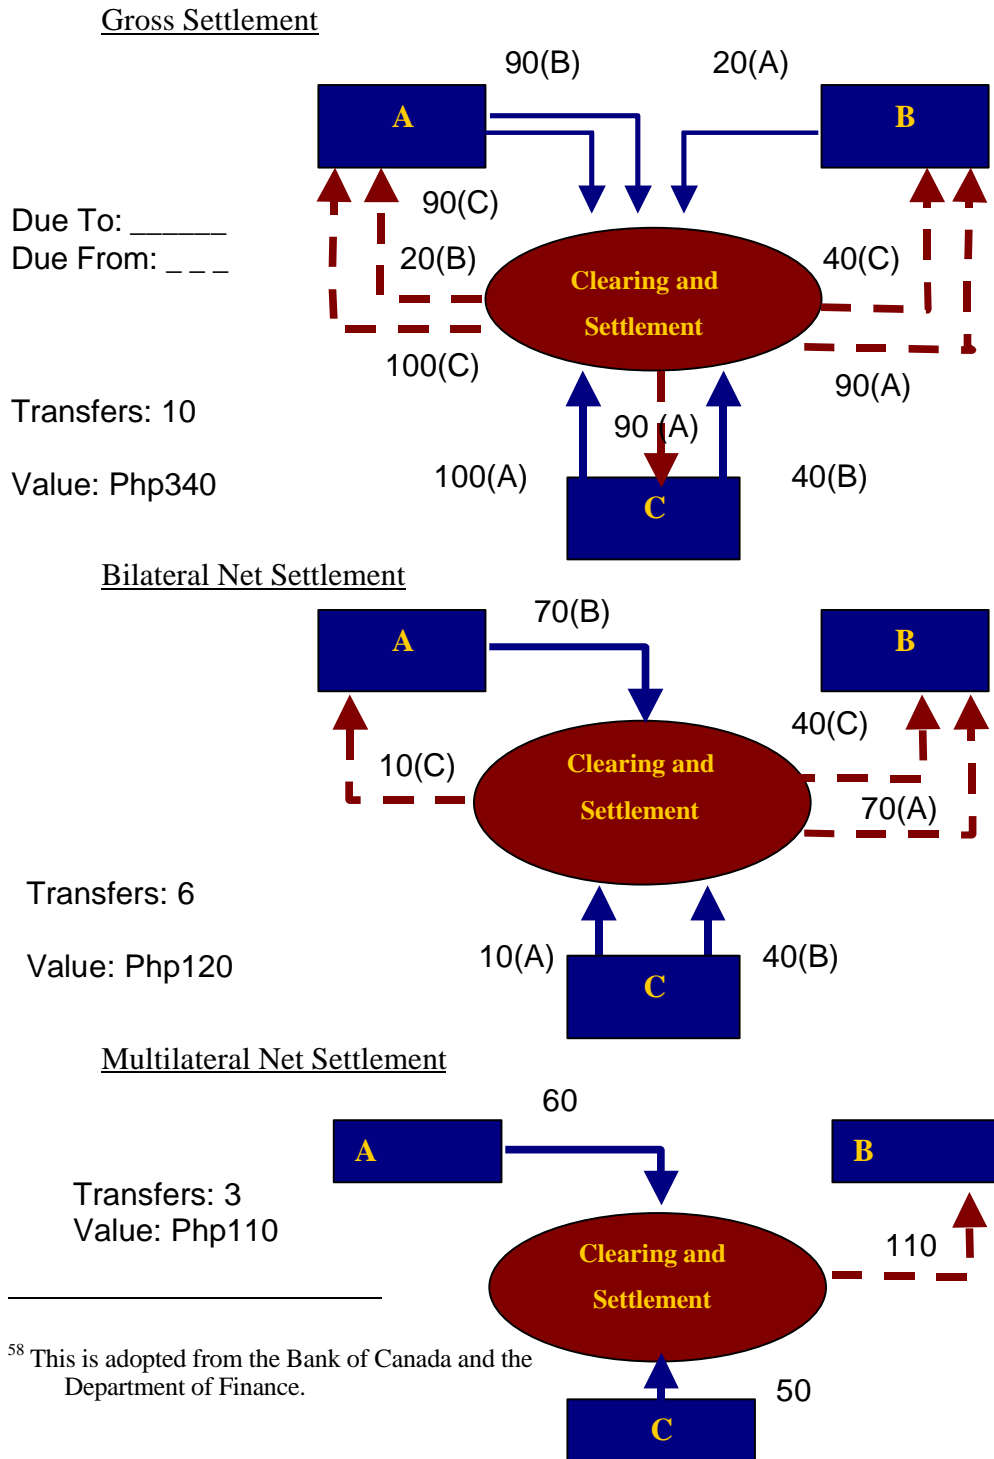 Gross Settlement
90(B)
20(A)
A
B
90(C)
Due To: ______
Due From: _ _ _
20(B)
40(C)
Clearing and
Settlement
100(C)
90(A)
Transfers: 10
90 (A)
Value: Php340
100(A)
40(B)
C
Bilateral Net Settlement
70(B)
A
B
40(C)
10(C)
Clearing and
Settlement
70(A)
Transfers: 6
Value: Php120
10(A)
40(B)
C
Multilateral Net Settlement
60
A
B
Transfers: 3
Value: Php110
110
Clearing and
Settlement
58 This is adopted from the Bank of Canada and the
Department of Finance.
50
C